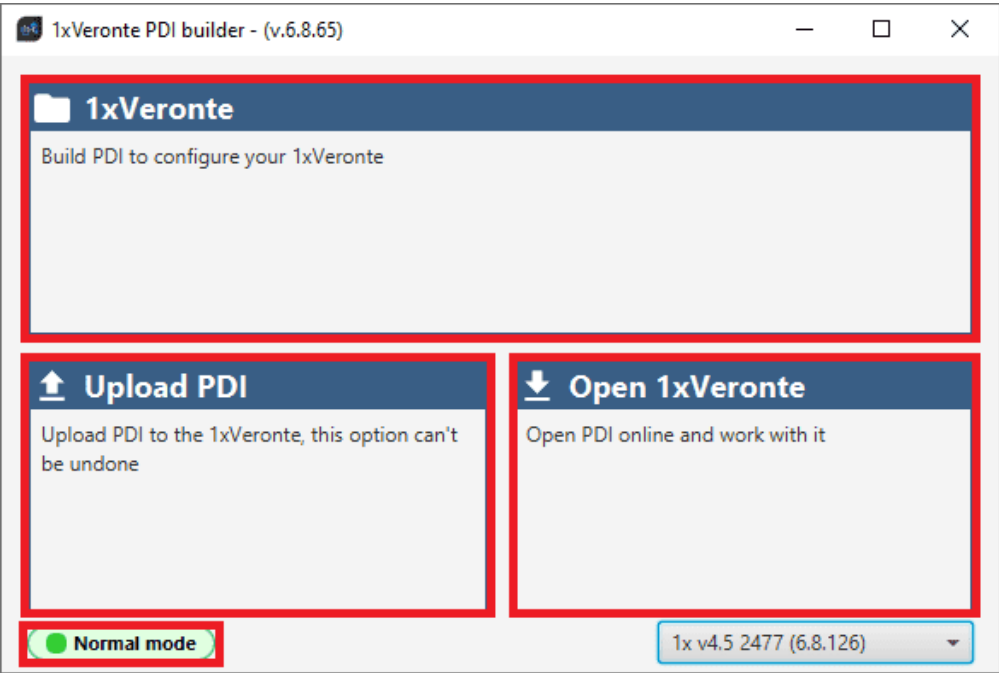 1xVeronte PDI builder - (v.6.8.65)
1xVeronte
Build PDI to configure your 1xVeronte
Upload PDI
Upload PDI to the 1xVeronte, this option can't
be undone
Open 1xVeronte
Open PDI online and work with it
Normal mode
1x v4.5 2477 (6.8.126)